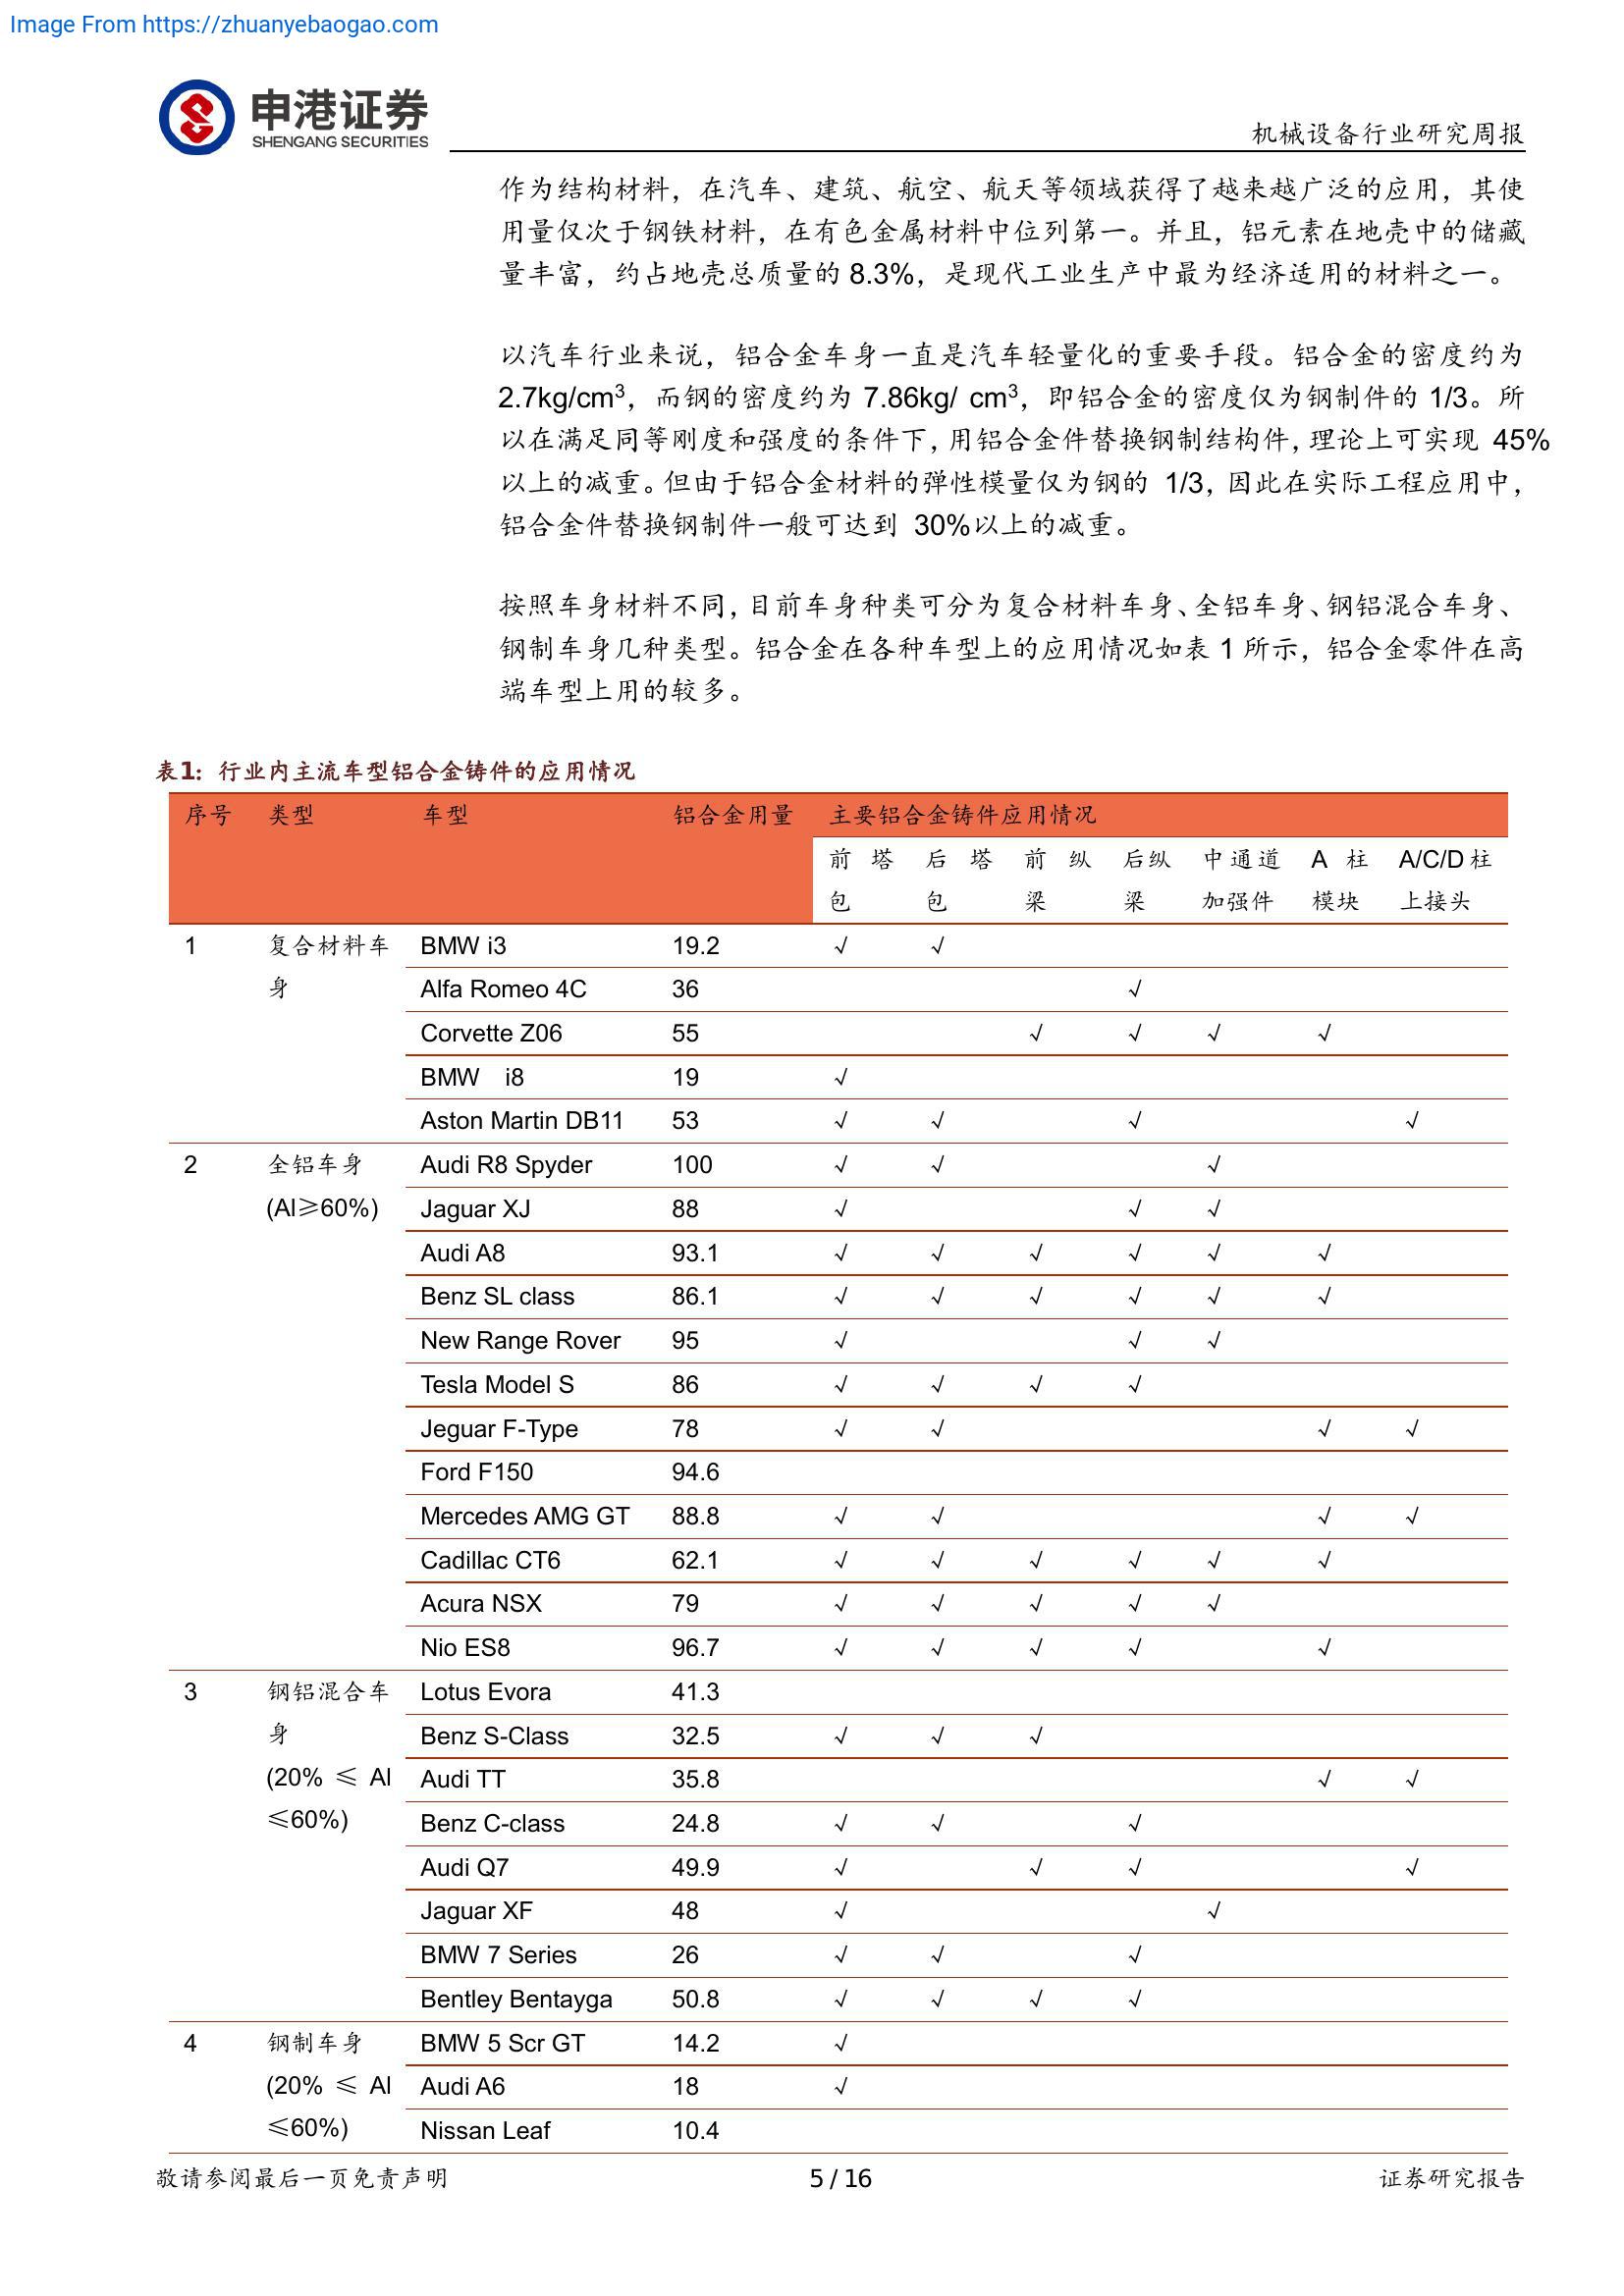 Image From https://zhuanyebaogao.com
申港证券
SHENGANG SECURITIES
机械设备行业研究周报
作为结构材料，在汽车、建筑、航空、航天等领域获得了越来越广泛的应用，其使
用量仅次于钢铁材料，在有色金属材料中位列第一。并且，铝元素在地壳中的储藏
量丰富，约占地壳总质量的 8.3%，是现代工业生产中最为经济适用的材料之一。
以汽车行业来说，铝合金车身一直是汽车轻量化的重要手段。铝合金的密度约为
2.7kg/cm³，而钢的密度约为 7.86kg/ cm³，即铝合金的密度仅为钢制件的 1/3。所
以在满足同等刚度和强度的条件下，用铝合金件替换钢制结构件，理论上可实现 45%
以上的减重。但由于铝合金材料的弹性模量仅为钢的 1/3，因此在实际工程应用中，
铝合金件替换钢制件一般可达到 30%以上的减重。
按照车身材料不同，目前车身种类可分为复合材料车身、全铝车身、钢铝混合车身、
钢制车身几种类型。铝合金在各种车型上的应用情况如表 1 所示，铝合金零件在高
端车型上用的较多。
表1：行业内主流车型铝合金铸件的应用情况
序号 类型 车型 铝合金用量 主要铝合金铸件应用情况
前 塔 后 塔 前 纵 后纵 中通道 A 柱 A/C/D柱
包 包 梁 梁 加强件 模块 上接头
1 复合材料车 BMW i3 19.2 √ √
身 Alfa Romeo 4C 36 √
Corvette Z06 55 √ √ √ √
BMW i8 19 √
Aston Martin DB11 53 √ √ √ √
2 全铝车身 Audi R8 Spyder 100 √ √ √
(Al≥60%) Jaguar XJ 88 √ √ √
Audi A8 93.1 √ √ √ √ √ √
Benz SL class 86.1 √ √ √ √ √ √
New Range Rover 95 √ √ √
Tesla Model S 86 √ √ √ √
Jeguar F-Type 78 √ √ √ √
Ford F150 94.6
Mercedes AMG GT 88.8 √ √ √ √
Cadillac CT6 62.1 √ √ √ √ √ √
Acura NSX 79 √ √ √ √ √
Nio ES8 96.7 √ √ √ √ √
3 钢铝混合车 Lotus Evora 41.3
身 Benz S-Class 32.5 √ √ √
(20% ≤ Al Audi TT 35.8 √ √
≤60%) Benz C-class 24.8 √ √ √
Audi Q7 49.9 √ √ √ √
Jaguar XF 48 √ √
BMW 7 Series 26 √ √ √
Bentley Bentayga 50.8 √ √ √ √
4 钢制车身 BMW 5 Scr GT 14.2 √
(20% ≤ Al Audi A6 18 √
≤60%) Nissan Leaf 10.4
敬请参阅最后一页免责声明 5 / 16 证券研究报告